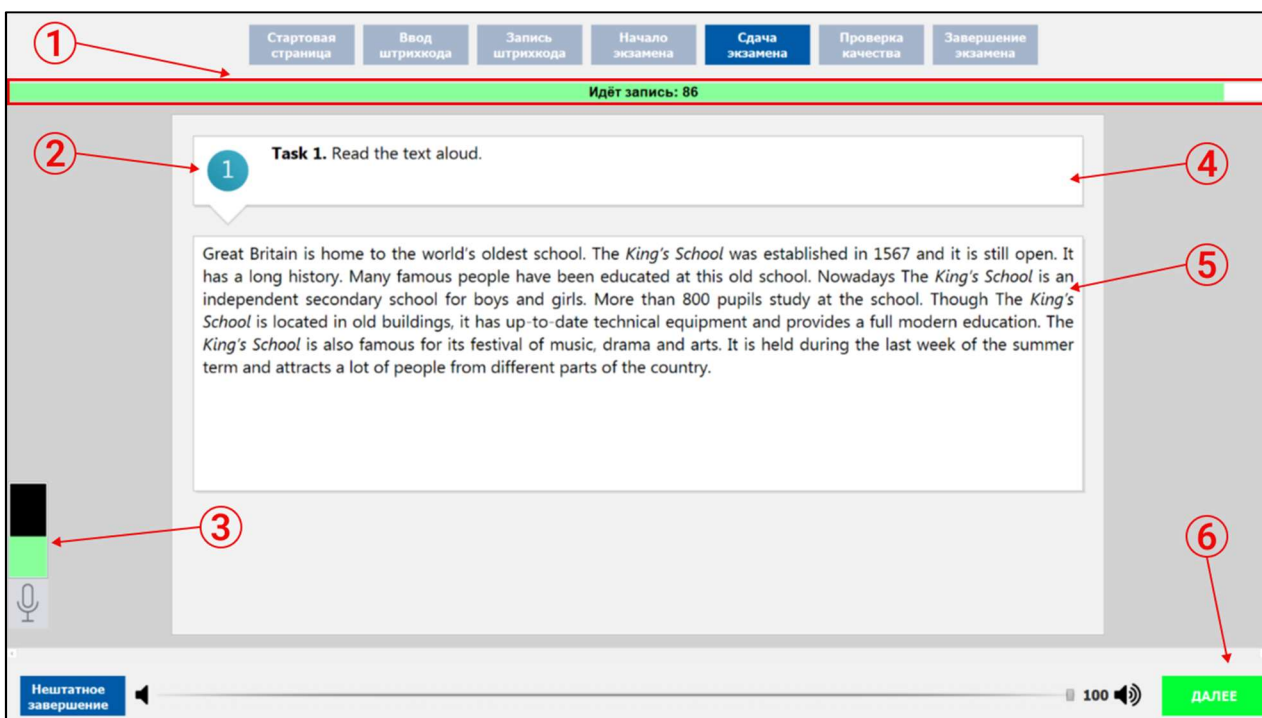 ①
Стартовая страница
Ввод штрихкода
Запись штрихкода
Начало экзамена
Сдача экзамена
Проверка качества
Завершение экзамена
Идёт запись: 86
②
1
Task 1. Read the text aloud.
④
Great Britain is home to the world's oldest school. The King's School was established in 1567 and it is still open. It
has a long history. Many famous people have been educated at this old school. Nowadays The King's School is an
independent secondary school for boys and girls. More than 800 pupils study at the school. Though The King's
School is located in old buildings, it has up-to-date technical equipment and provides a full modern education. The
King's School is also famous for its festival of music, drama and arts. It is held during the last week of the summer
term and attracts a lot of people from different parts of the country.
⑤
③
⑥
Нештатное
завершение
100
ДАЛЕЕ